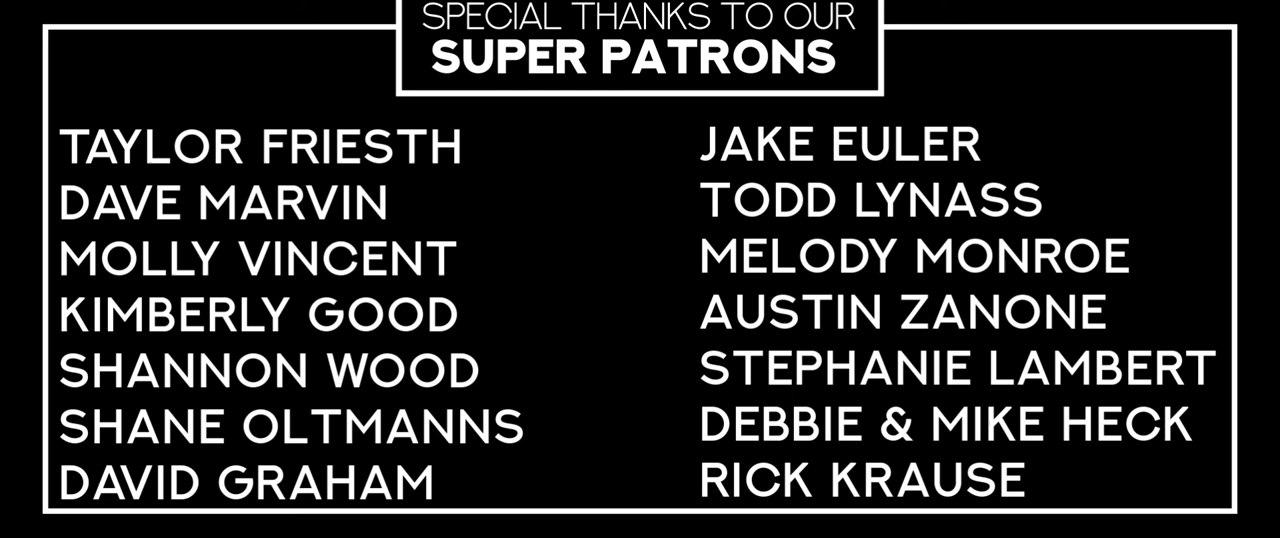 SPECIAL THANKS TO OUR
SUPER PATRONS
TAYLOR FRIESTH
DAVE MARVIN
MOLLY VINCENT
KIMBERLY GOOD
SHANNON WOOD
SHANE OLTMANNS
DAVID GRAHAM
JAKE EULER
TODD LYNASS
MELODY MONROE
AUSTIN ZANONE
STEPHANIE LAMBERT
DEBBIE & MIKE HECK
RICK KRAUSE